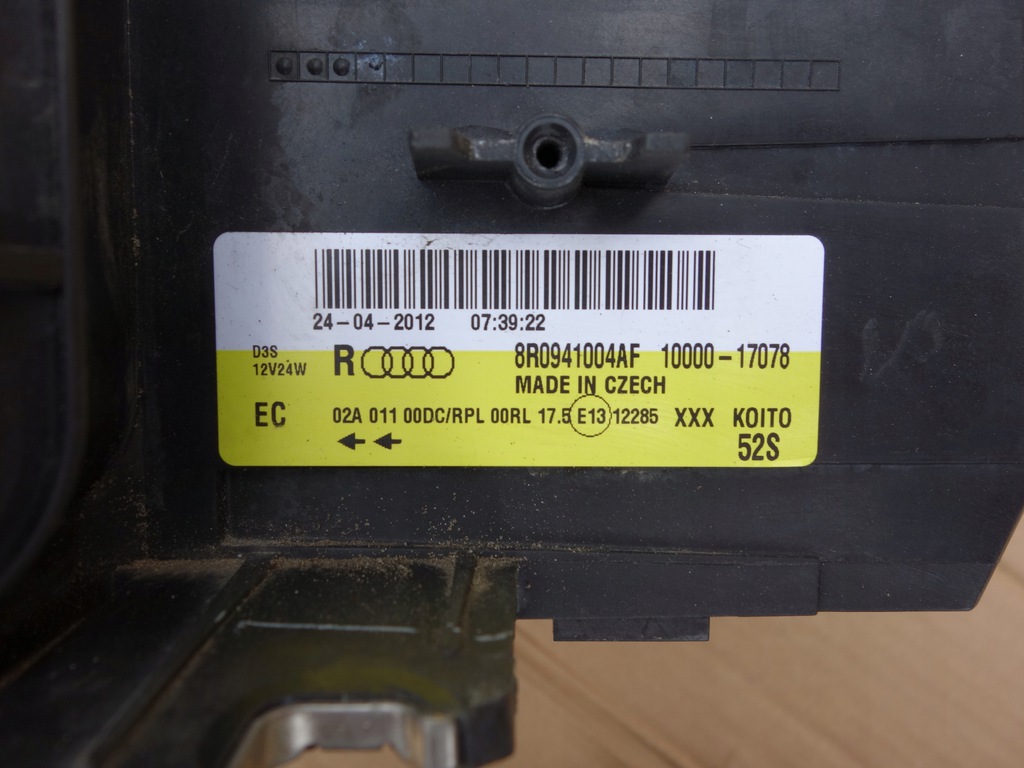 24-04-2012 07:39:22
D3S
12V24W
R 8R0941004AF 10000-17078
MADE IN CZECH
EC 02A 011 00DC/RPL 00RL 17.5 E13 12285 XXX KOITO
52S